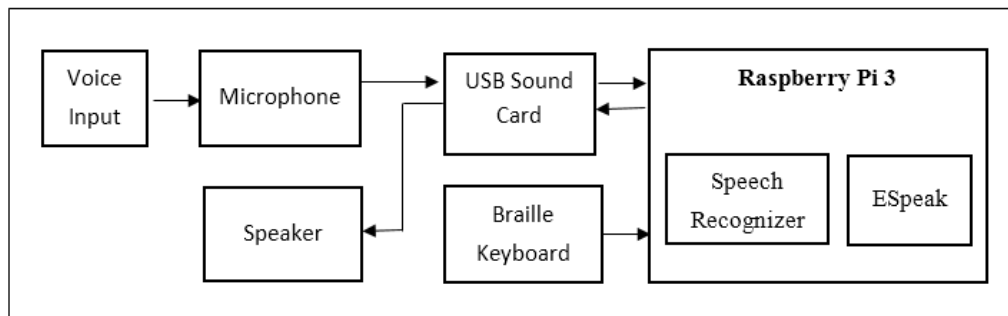 Voice
Input
Microphone
USB Sound
Card
Raspberry Pi 3
Speech
Recognizer
ESpeak
Speaker
Braille
Keyboard